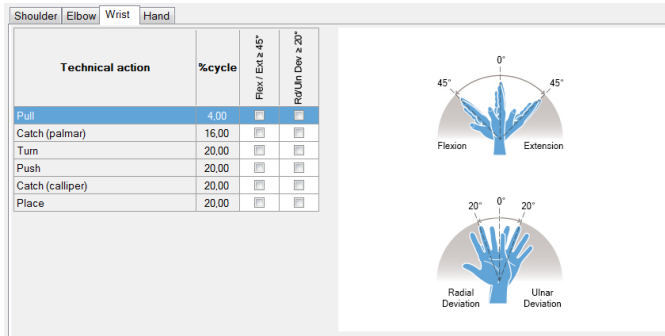 Shoulder Elbow Wrist Hand
Technical action %cycle Flex / Ext ≥ 45° Rd/Uln Dev ≥ 20°
Pull 4,00
Catch (palmar) 16,00
Turn 20,00
Push 20,00
Catch (calliper) 20,00
Place 20,00
0°
45° 45°
Flexion Extension
0°
20° 20°
Radial Ulnar
Deviation Deviation